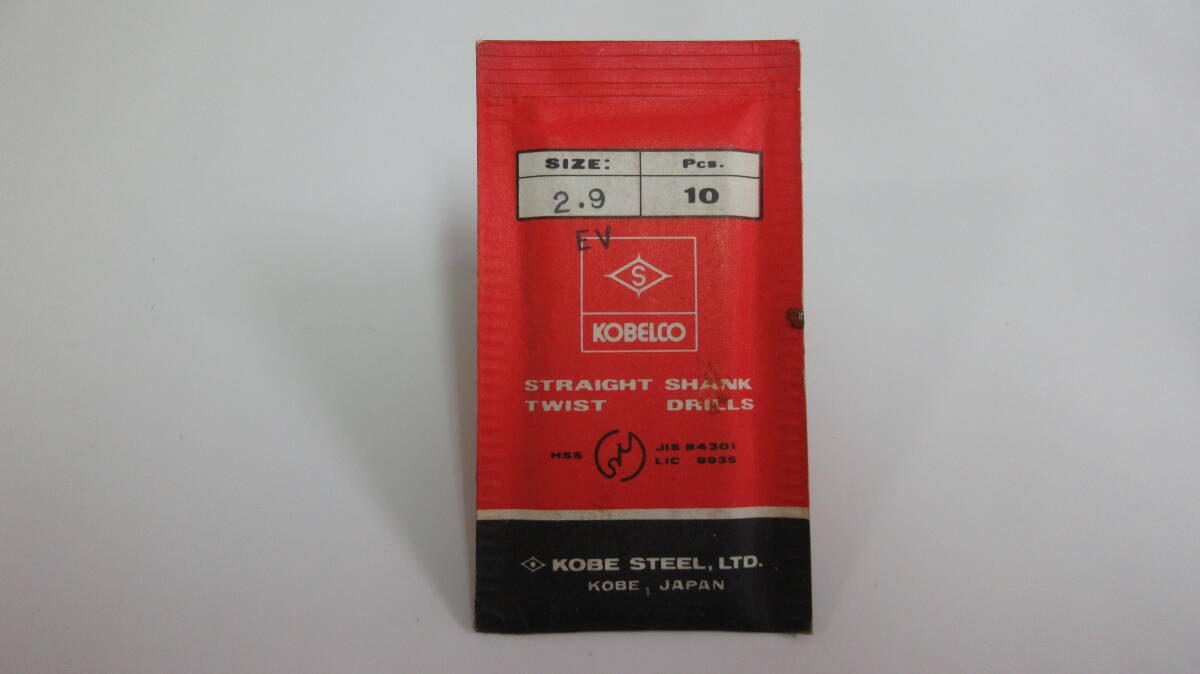 SIZE: Pcs.
2.9 10
EV
S
KOBELCO
STRAIGHT SHANK
TWIST DRILLS
HSS JIS B4301
LIC 9935
KOBE STEEL, LTD.
KOBE, JAPAN